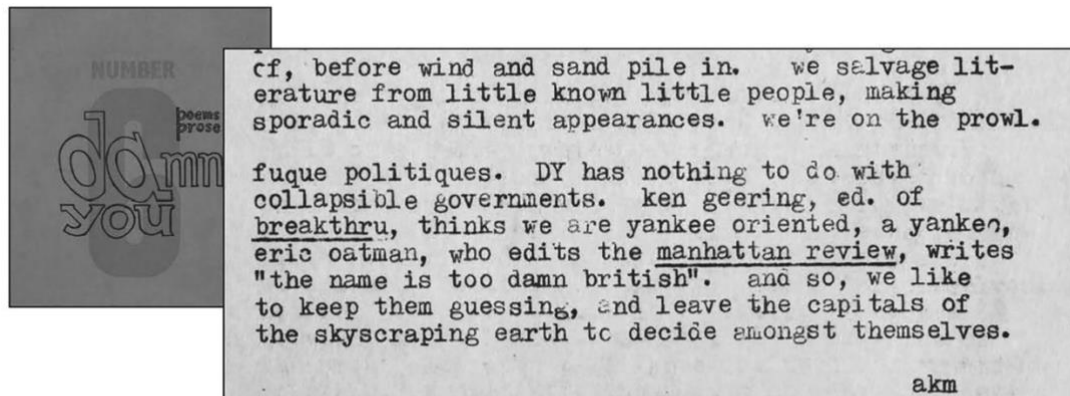 NUMBER
poems
prose
damn
you
cf, before wind and sand pile in. we salvage lit-
erature from little known little people, making
sporadic and silent appearances. we're on the prowl.
fuque politiques. DY has nothing to do with
collapsible governments. ken geering, ed. of
breakthru, thinks we are yankee oriented, a yankee,
eric oatman, who edits the manhattan review, writes
"the name is too damn british". and so, we like
to keep them guessing, and leave the capitals of
the skyscraping earth to decide amongst themselves.
akm